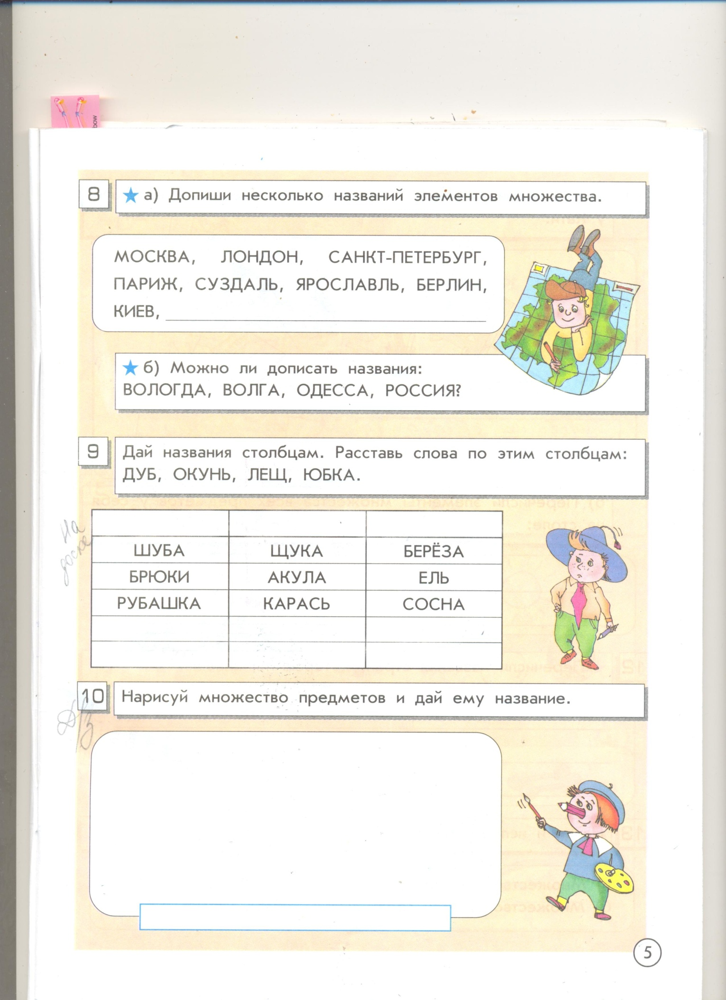 bow
8
а) Допиши несколько названий элементов множества.
МОСКВА, ЛОНДОН, САНКТ-ПЕТЕРБУРГ,
ПАРИЖ, СУЗДАЛЬ, ЯРОСЛАВЛЬ, БЕРЛИН,
КИЕВ,
б) Можно ли дописать названия:
ВОЛОГДА, ВОЛГА, ОДЕССА, РОССИЯ?
9
Дай названия столбцам. Расставь слова по этим столбцам:
ДУБ, ОКУНЬ, ЛЕЩ, ЮБКА.
На
доске
ШУБА ЩУКА БЕРЁЗА
БРЮКИ АКУЛА ЕЛЬ
РУБАШКА КАРАСЬ СОСНА
10
Нарисуй множество предметов и дай ему название.
Д/з
5